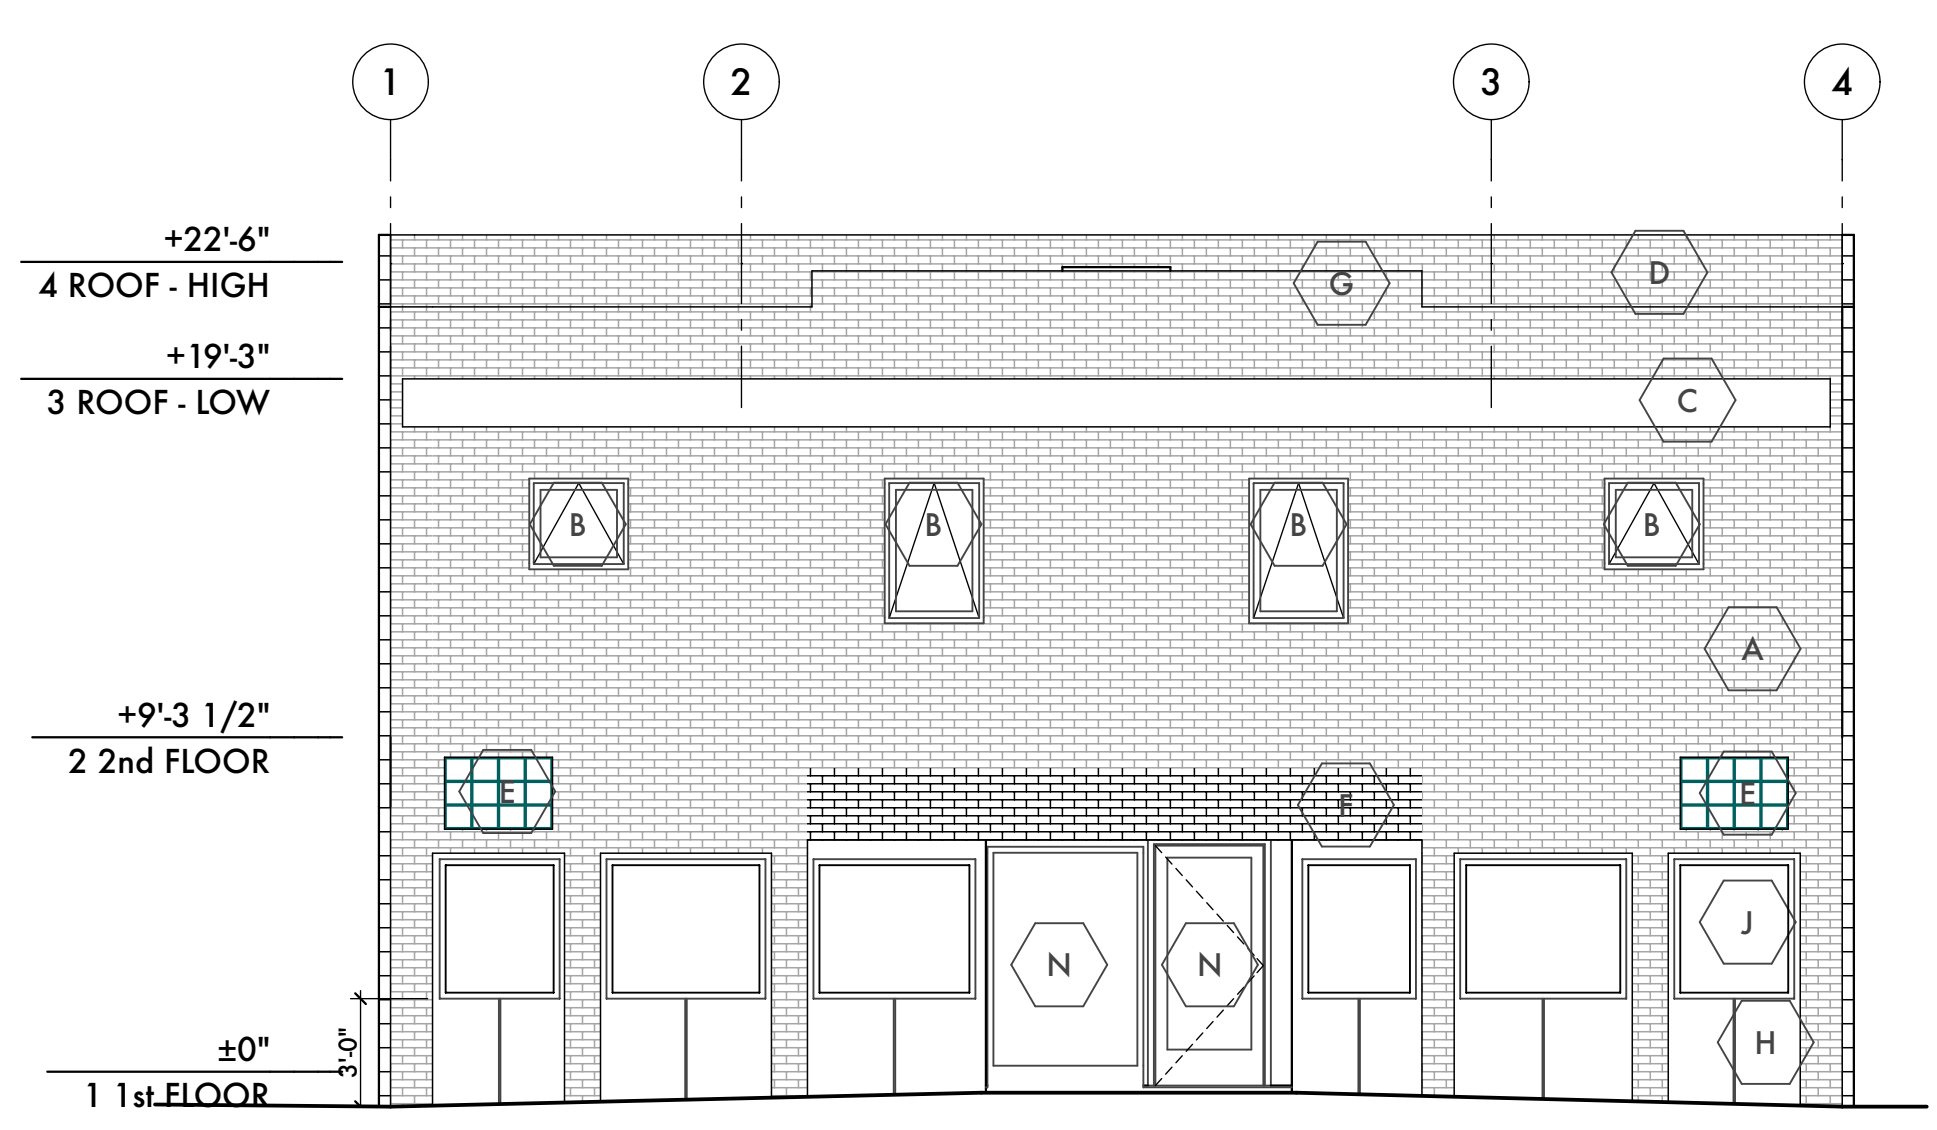 1 2 3 4
+22'-6"
4 ROOF - HIGH
G D
+19'-3"
3 ROOF - LOW
C
B B B B
A
+9'-3 1/2"
2 2nd FLOOR
E F E
J
N N
±0"
1 1st FLOOR
3'-0"
H